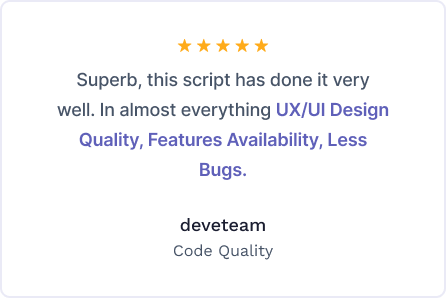 Superb, this script has done it very
well. In almost everything UX/UI Design
Quality, Features Availability, Less
Bugs.
deveteam
Code Quality